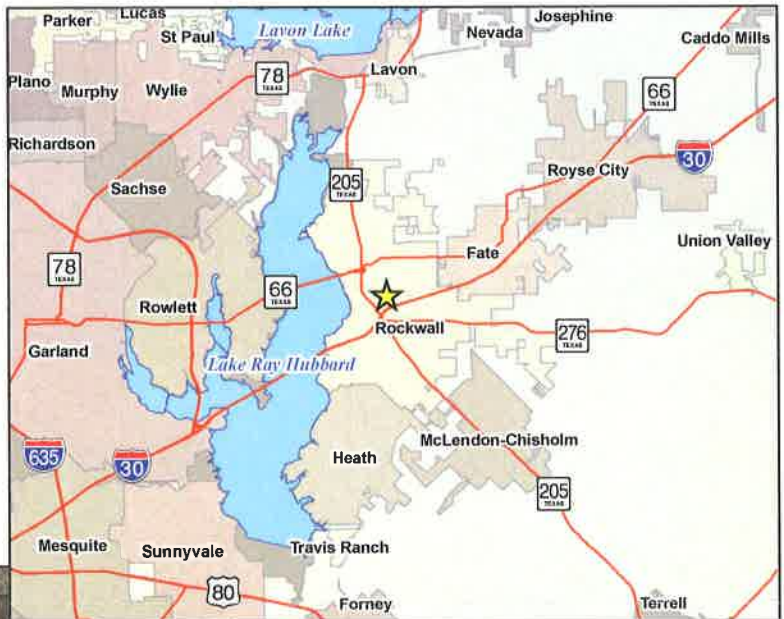 Parker
Lucas
St Paul
Lavon Lake
Nevada
Josephine
Caddo Mills
Plano
Murphy
Wylie
78
TEXAS
Lavon
66
TEXAS
Richardson
Sachse
205
TEXAS
Royse City
30
78
TEXAS
Rowlett
66
TEXAS
Fate
Union Valley
Garland
Rockwall
276
TEXAS
Lake Ray Hubbard
635
30
Heath
McLendon-Chisholm
205
TEXAS
Mesquite
Sunnyvale
Travis Ranch
80
Forney
Terrell